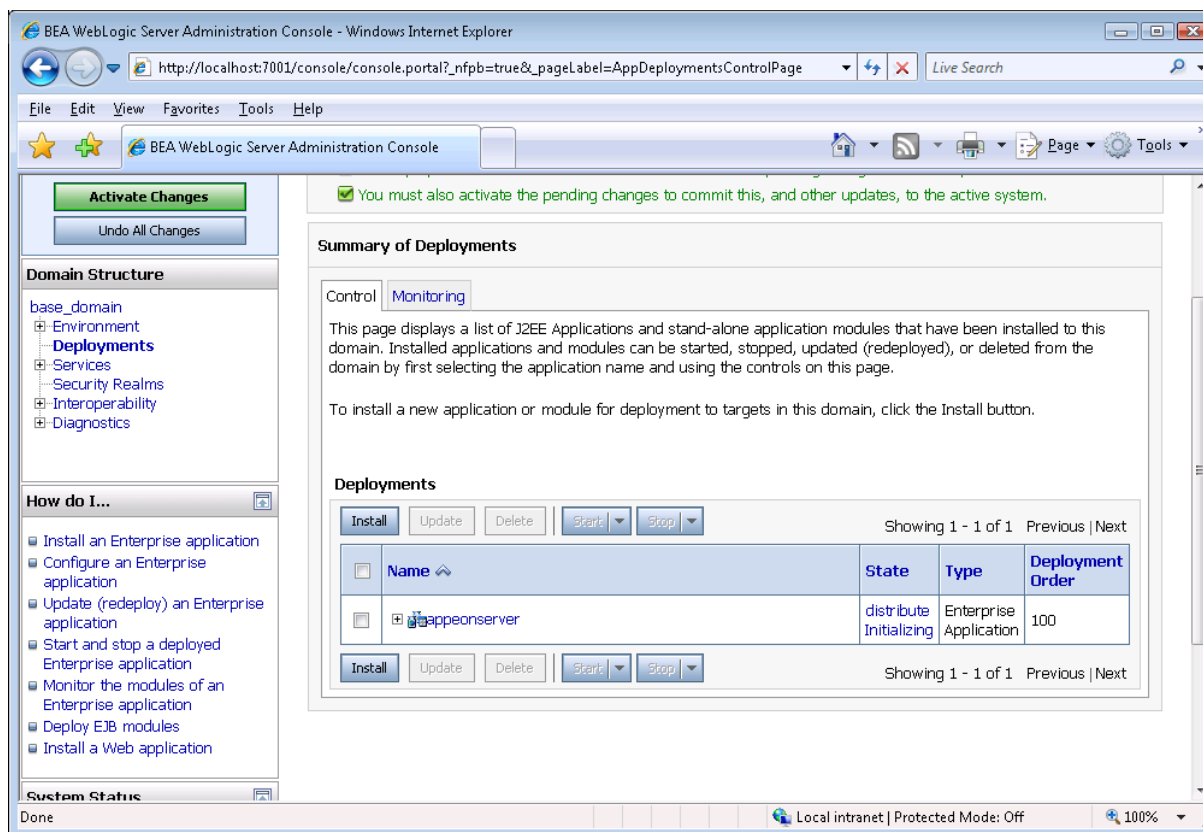 BEA WebLogic Server Administration Console - Windows Internet Explorer
http://localhost:7001/console/console.portal?_nfpb=true&_pageLabel=AppDeploymentsControlPage
Live Search
File Edit View Favorites Tools Help
BEA WebLogic Server Administration Console
Page Tools
Activate Changes
Undo All Changes
Domain Structure
base_domain
Environment
Deployments
Services
Security Realms
Interoperability
Diagnostics
How do I...
Install an Enterprise application
Configure an Enterprise
application
Update (redeploy) an Enterprise
application
Start and stop a deployed
Enterprise application
Monitor the modules of an
Enterprise application
Deploy EJB modules
Install a Web application
System Status
You must also activate the pending changes to commit this, and other updates, to the active system.
Summary of Deployments
Control Monitoring
This page displays a list of J2EE Applications and stand-alone application modules that have been installed to this
domain. Installed applications and modules can be started, stopped, updated (redeployed), or deleted from the
domain by first selecting the application name and using the controls on this page.
To install a new application or module for deployment to targets in this domain, click the Install button.
Deployments
Install Update Delete Start Stop Showing 1 - 1 of 1 Previous | Next
Name State Type Deployment
Order
appeonserver distribute Enterprise 100
Initializing Application
Install Update Delete Start Stop Showing 1 - 1 of 1 Previous | Next
Done Local intranet | Protected Mode: Off 100%